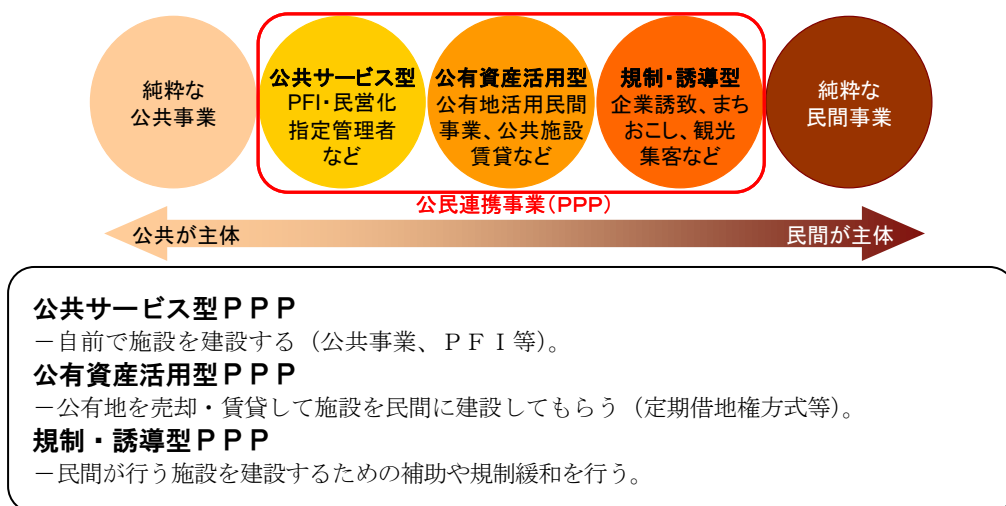 純粋な
公共事業
公共サービス型
PFI・民営化
指定管理者
など
公有資産活用型
公有地活用民間
事業、公共施設
賃貸など
規制・誘導型
企業誘致、まち
おこし、観光
集客など
純粋な
民間事業
公民連携事業(PPP)
公共が主体
民間が主体
公共サービス型ＰＰＰ
－自前で施設を建設する（公共事業、ＰＦＩ等）。
公有資産活用型ＰＰＰ
－公有地を売却・賃貸して施設を民間に建設してもらう（定期借地権方式等）。
規制・誘導型ＰＰＰ
－民間が行う施設を建設するための補助や規制緩和を行う。